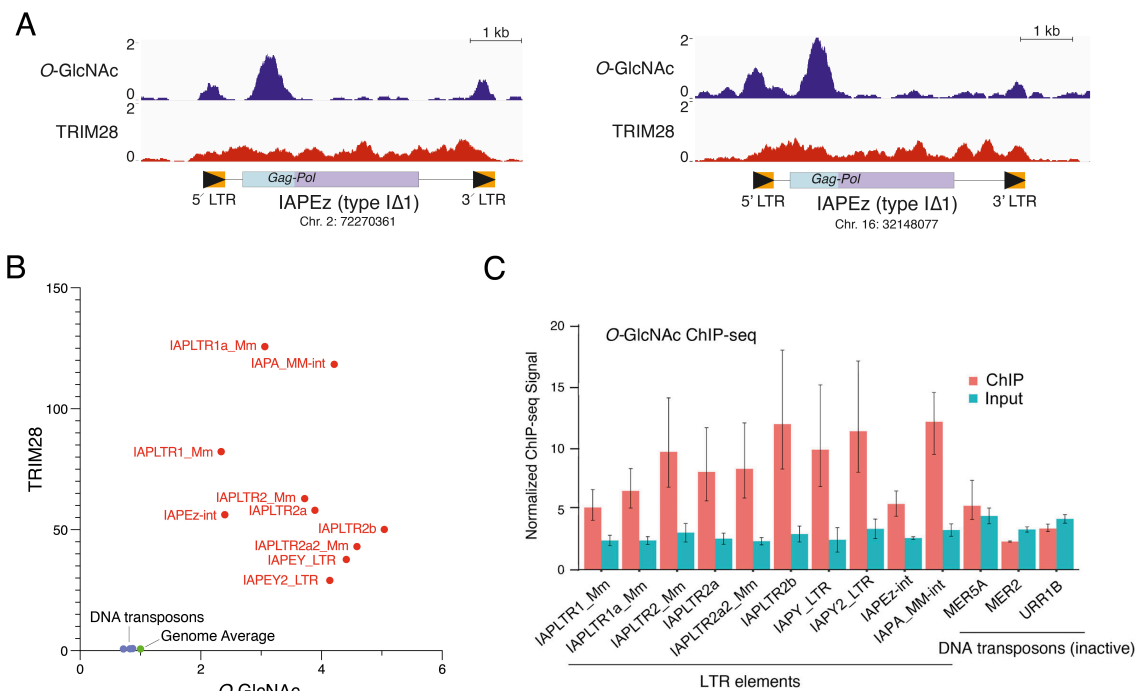 A
1 kb
2
O-GlcNAc
0
2
TRIM28
0
Gag-Pol
5´ LTR
IAPEz (type IΔ1)
3´ LTR
Chr. 2: 72270361
1 kb
2
O-GlcNAc
0
2
TRIM28
0
Gag-Pol
5’ LTR
IAPEz (type IΔ1)
3’ LTR
Chr. 16: 32148077
B
150
100
50
0
TRIM28
IAPLTR1a_Mm
IAPA_MM-int
IAPLTR1_Mm
IAPLTR2_Mm
IAPLTR2a
IAPEz-int
IAPLTR2b
IAPLTR2a2_Mm
IAPEY_LTR
IAPEY2_LTR
DNA transposons
Genome Average
0 2 4 6
O-GlcNAc
C
O-GlcNAc ChIP-seq
Normalized ChIP-seq Signal
20
15
10
5
0
ChIP
Input
IAPLTR1_Mm
IAPLTR1a_Mm
IAPLTR2_Mm
IAPLTR2a
IAPLTR2a2_Mm
IAPLTR2b
IAPY_LTR
IAPY2_LTR
IAPEz-int
IAPA_MM-int
MER5A
MER2
URR1B
DNA transposons (inactive)
LTR elements